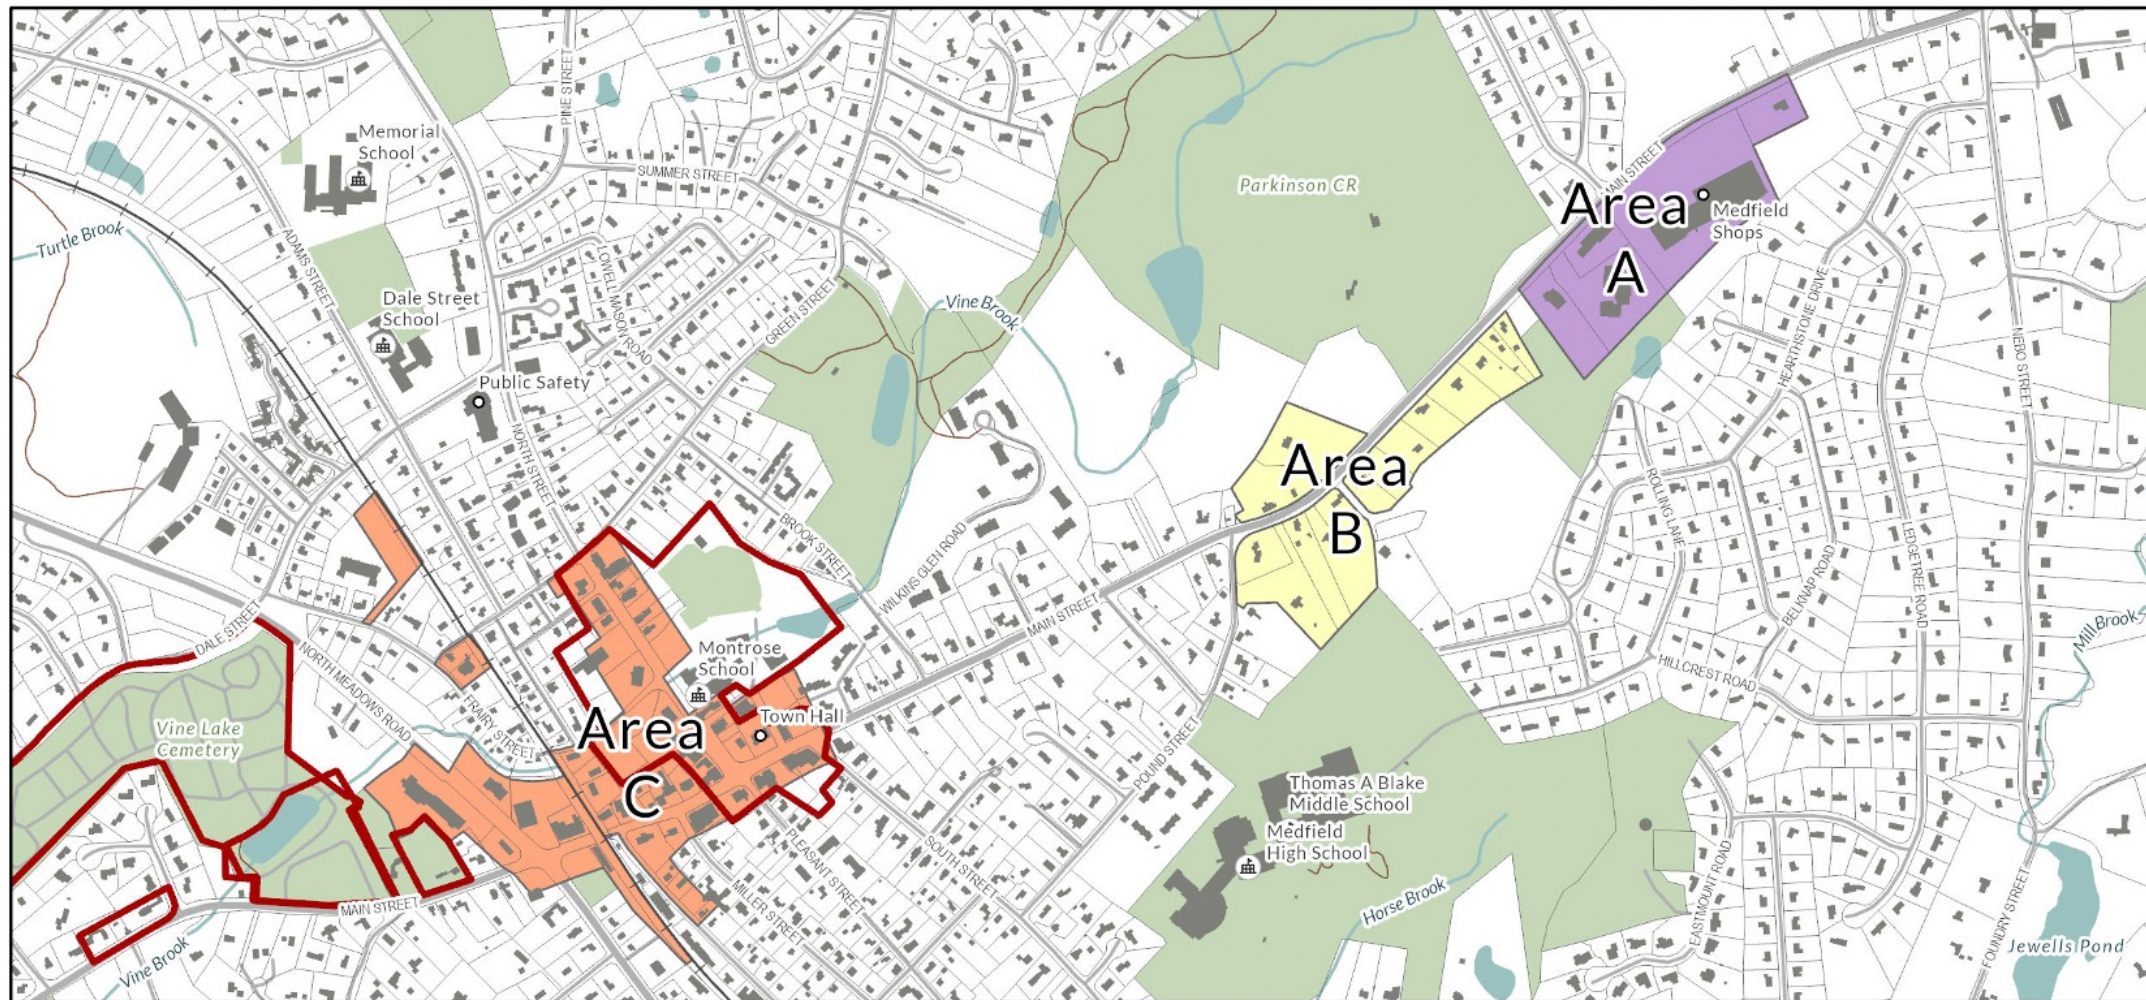 Memorial
School
PINE STREET
SUMMER STREET
Parkinson CR
MAIN STREET
Area
A
Medfield
Shops
Turtle Brook
ADAMS STREET
Dale Street
School
LOWELL MASON ROAD
GREEN STREET
Vine Brook
HEARTHSTONE DRIVE
NEBO STREET
Public Safety
NORTH STREET
Area
B
BROOK STREET
WILKINS GLEN ROAD
ROLLING LANE
LEDGETREE ROAD
BELKNAP ROAD
MAIN STREET
DALE STREET
NORTH MEADOWS ROAD
Montrose
School
HILLCREST ROAD
Mill Brook
Vine Lake
Cemetery
FRAIRY STREET
Area
C
Town Hall
POUND STREET
Thomas A Blake
Middle School
Medfield
High School
PLEASANT STREET
SOUTH STREET
MILLER STREET
MAIN STREET
Horse Brook
EASTMOUNT ROAD
FOUNDRY STREET
Jewells Pond
Vine Brook